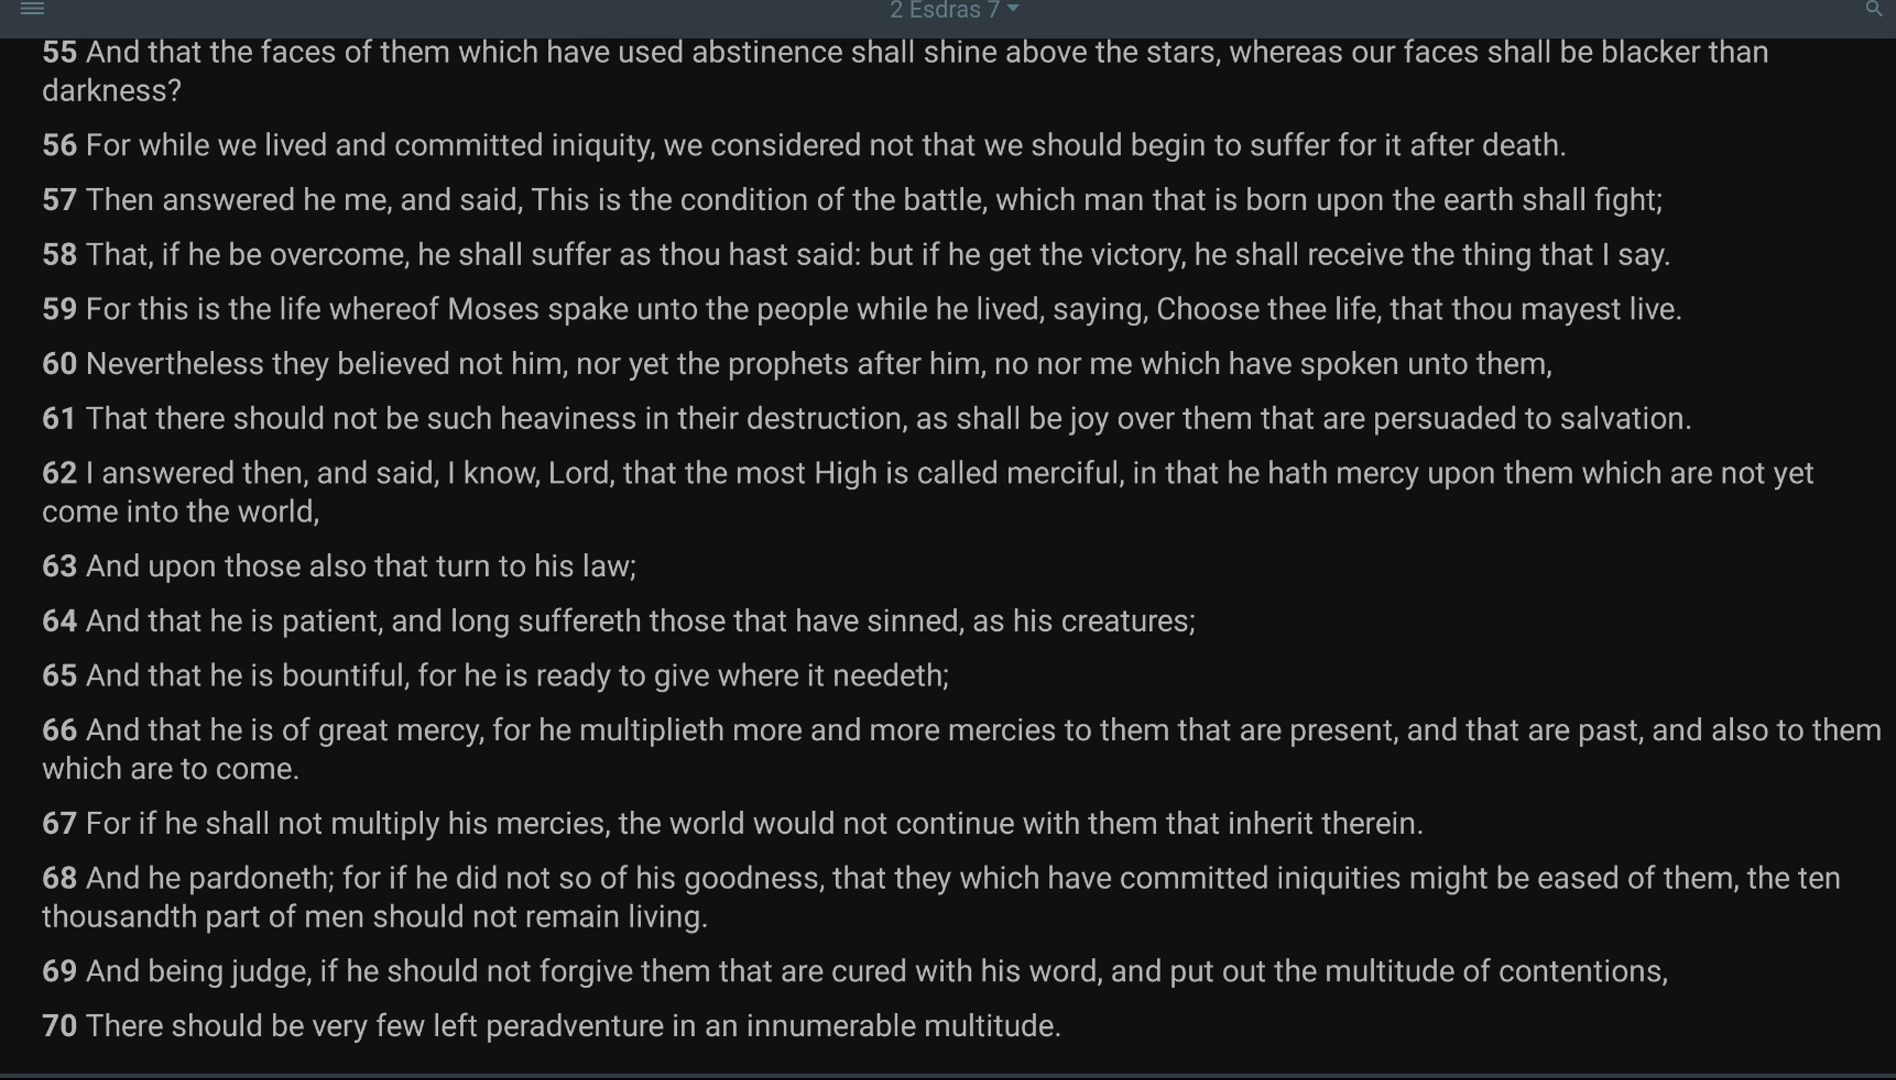 2 Esdras 7
55 And that the faces of them which have used abstinence shall shine above the stars, whereas our faces shall be blacker than
darkness?
56 For while we lived and committed iniquity, we considered not that we should begin to suffer for it after death.
57 Then answered he me, and said, This is the condition of the battle, which man that is born upon the earth shall fight;
58 That, if he be overcome, he shall suffer as thou hast said: but if he get the victory, he shall receive the thing that I say.
59 For this is the life whereof Moses spake unto the people while he lived, saying, Choose thee life, that thou mayest live.
60 Nevertheless they believed not him, nor yet the prophets after him, no nor me which have spoken unto them,
61 That there should not be such heaviness in their destruction, as shall be joy over them that are persuaded to salvation.
62 I answered then, and said, I know, Lord, that the most High is called merciful, in that he hath mercy upon them which are not yet
come into the world,
63 And upon those also that turn to his law;
64 And that he is patient, and long suffereth those that have sinned, as his creatures;
65 And that he is bountiful, for he is ready to give where it needeth;
66 And that he is of great mercy, for he multiplieth more and more mercies to them that are present, and that are past, and also to them
which are to come.
67 For if he shall not multiply his mercies, the world would not continue with them that inherit therein.
68 And he pardoneth; for if he did not so of his goodness, that they which have committed iniquities might be eased of them, the ten
thousandth part of men should not remain living.
69 And being judge, if he should not forgive them that are cured with his word, and put out the multitude of contentions,
70 There should be very few left peradventure in an innumerable multitude.